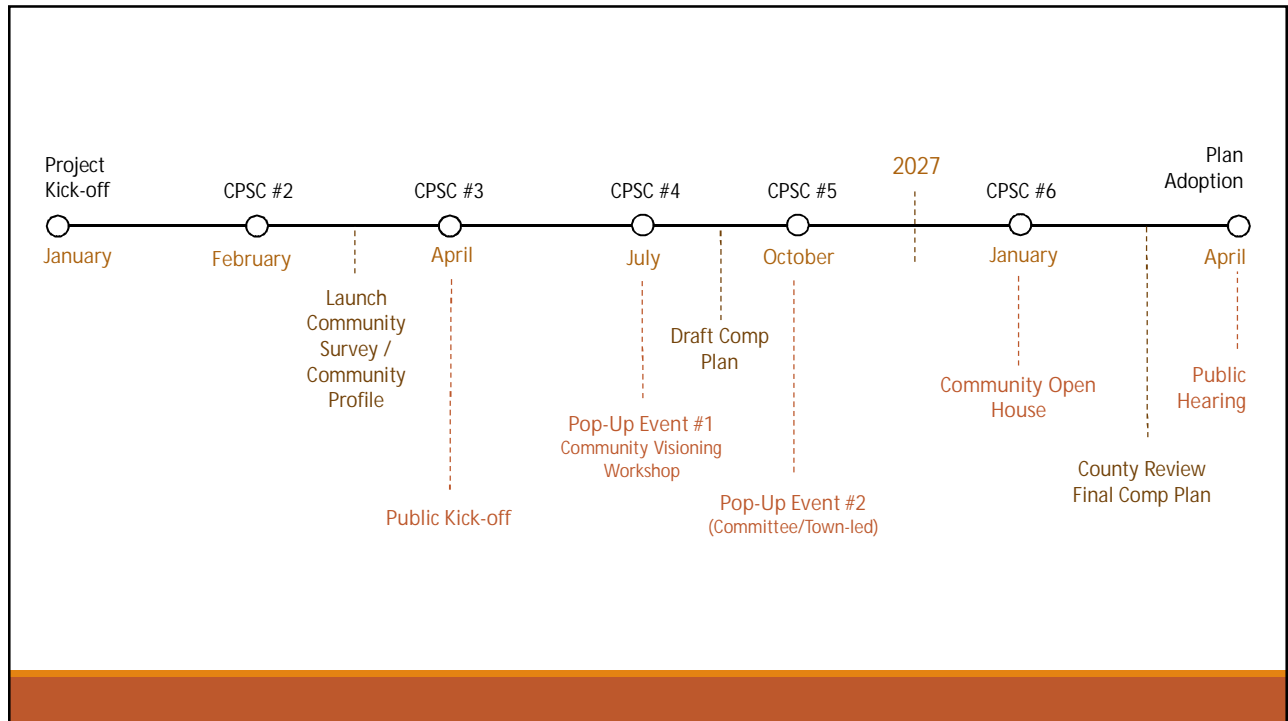 Project
Kick-off
CPSC #2
CPSC #3
CPSC #4
CPSC #5
2027
CPSC #6
Plan
Adoption
January
February
April
July
October
January
April
Launch
Community
Survey /
Community
Profile
Public Kick-off
Pop-Up Event #1
Community Visioning
Workshop
Draft Comp
Plan
Pop-Up Event #2
(Committee/Town-led)
Community Open
House
County Review
Final Comp Plan
Public
Hearing